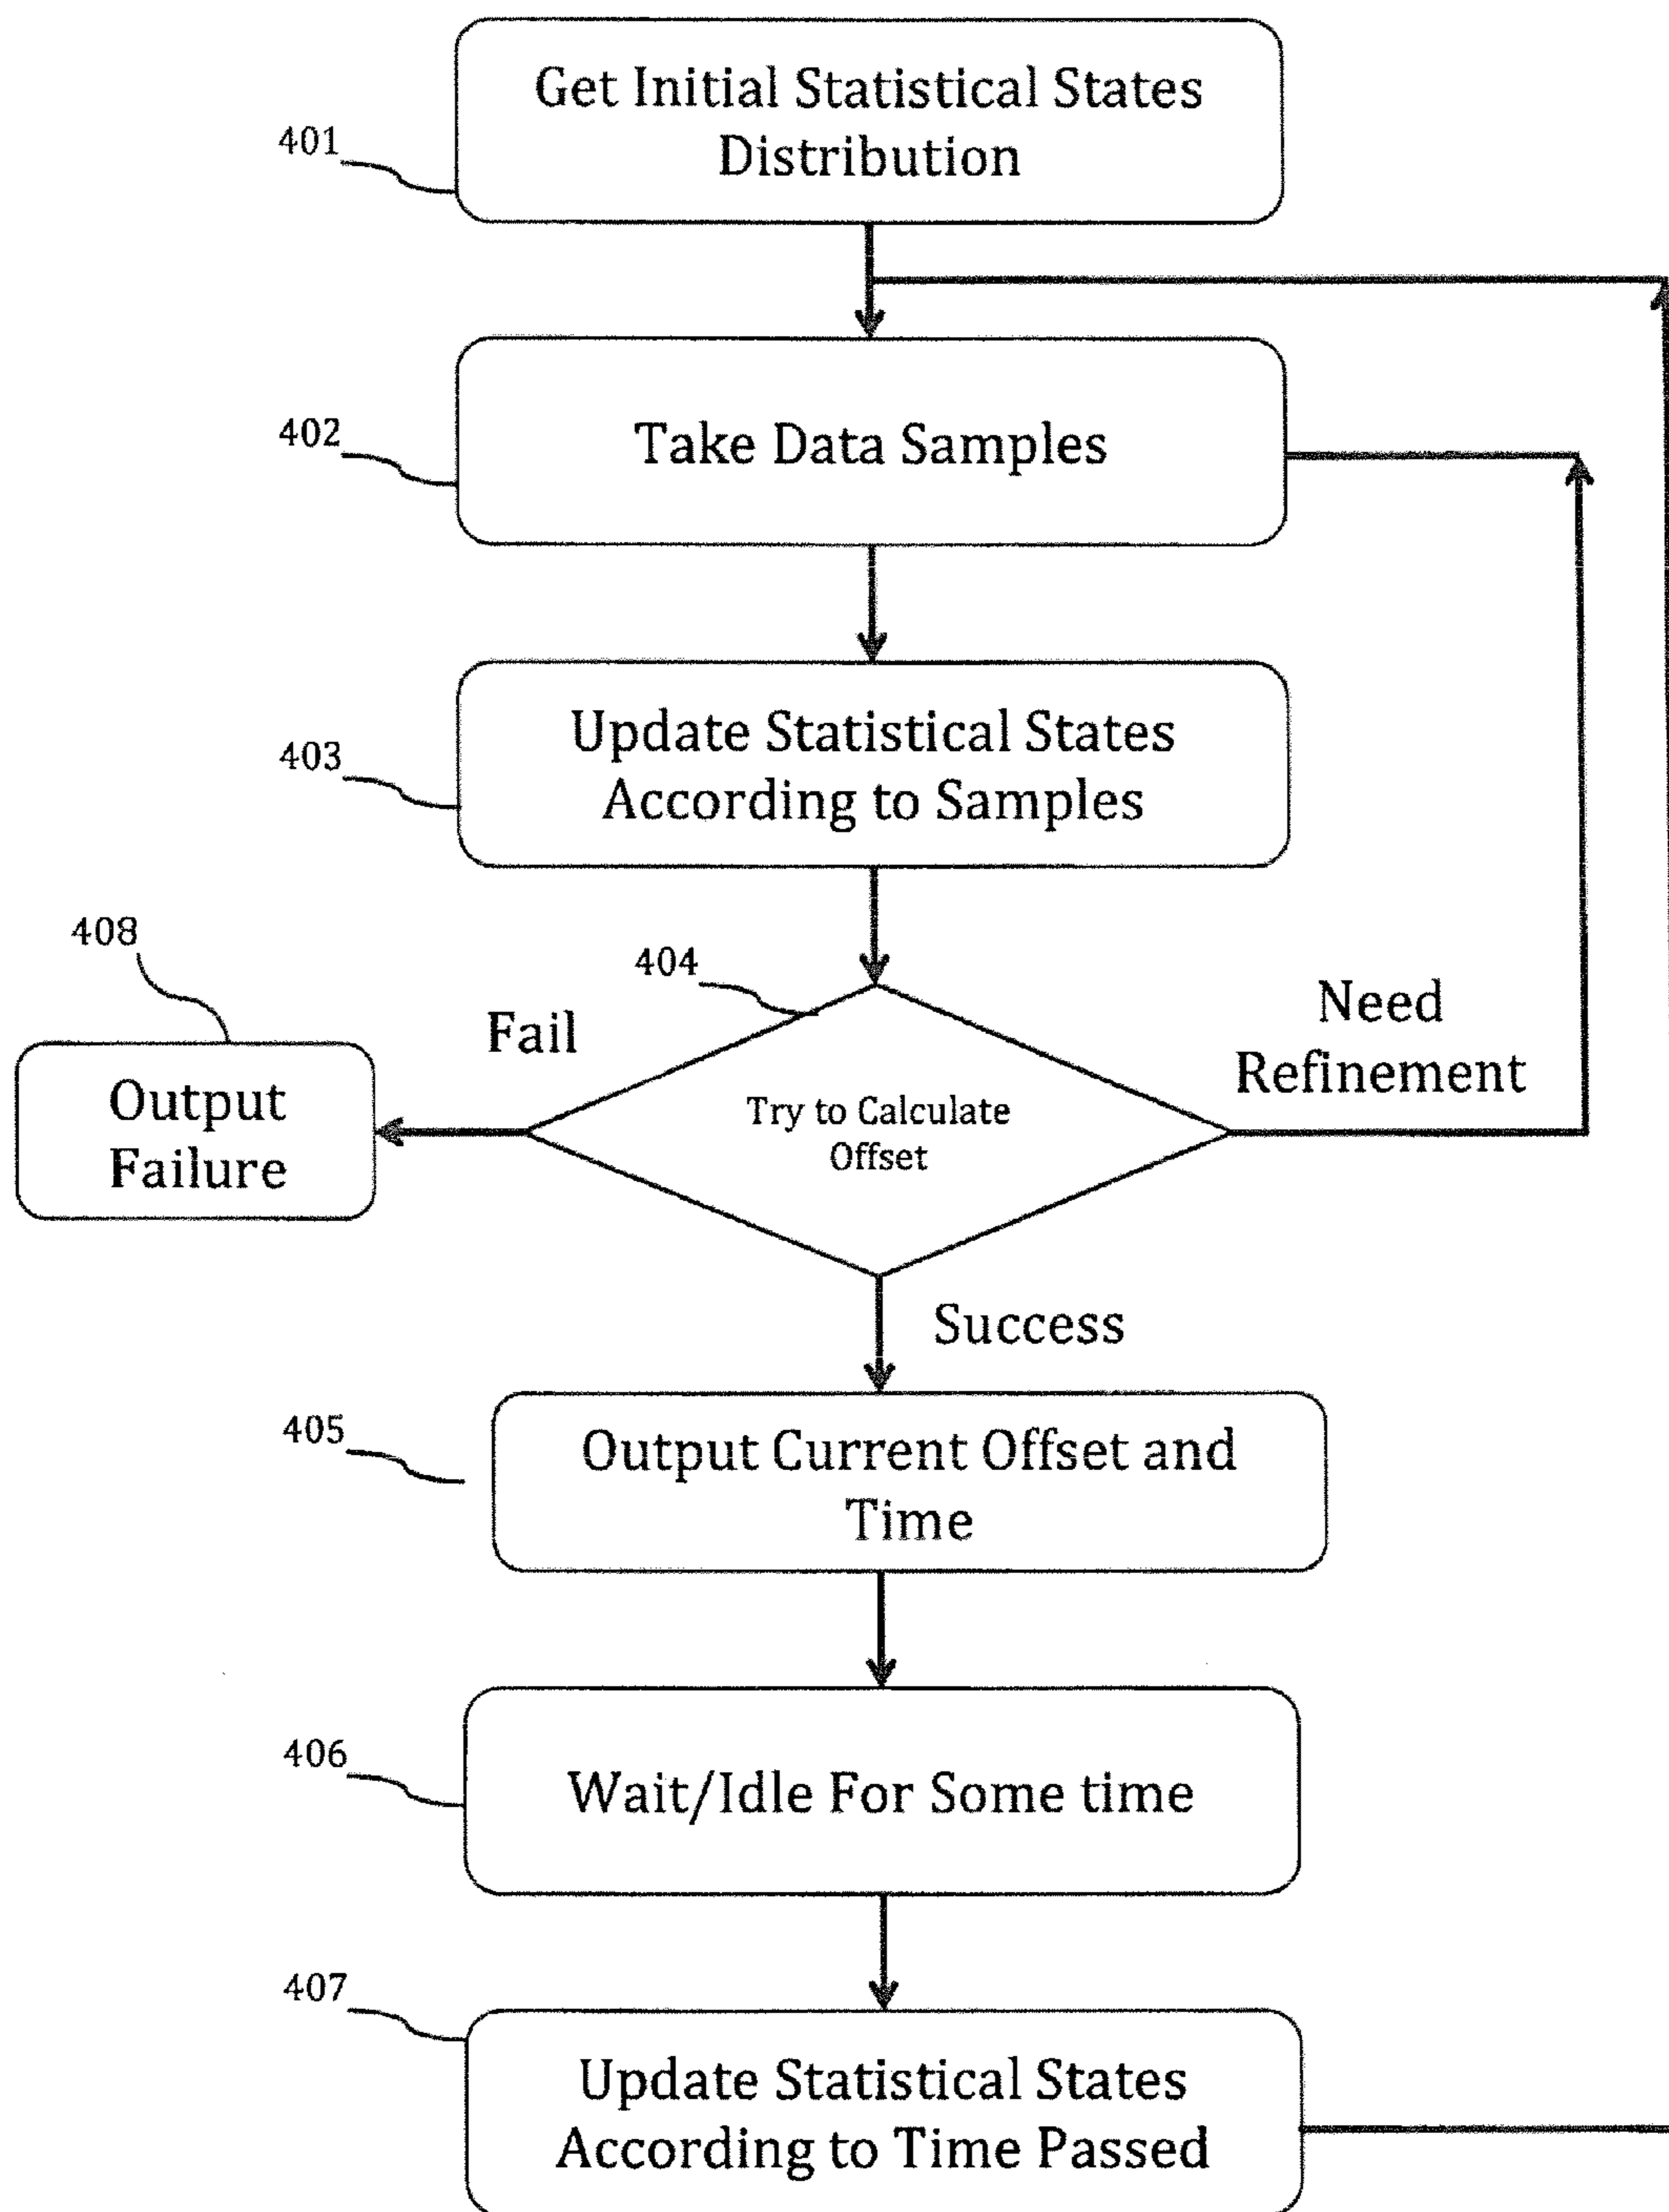 Get Initial Statistical States
Distribution
401
Take Data Samples
402
Update Statistical States
According to Samples
403
408
404
Fail
Need
Refinement
Output
Failure
Try to Calculate
Offset
Success
405
Output Current Offset and
Time
406
Wait/Idle For Some time
407
Update Statistical States
According to Time Passed